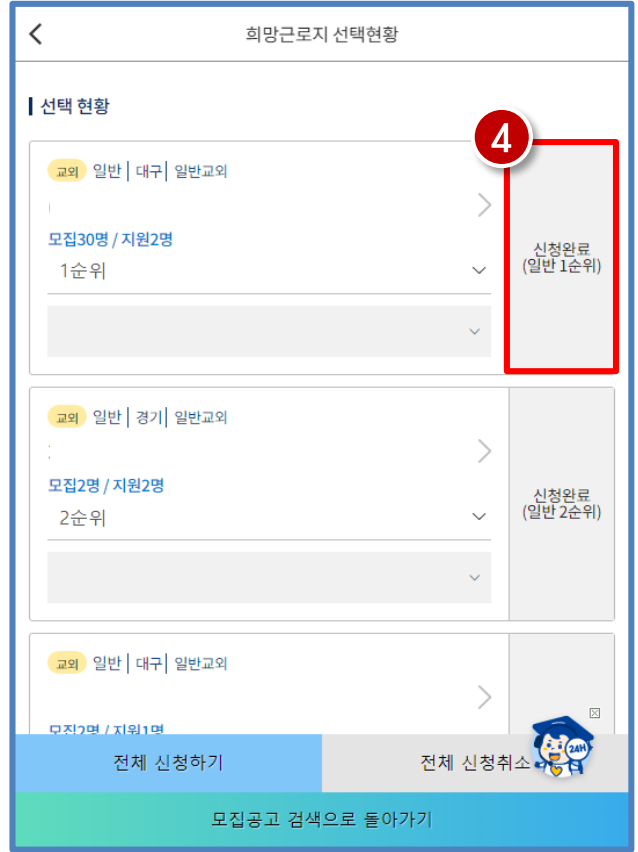 희망근로지 선택현황
선택 현황
4
교외 일반 | 대구 | 일반교외
모집30명 / 지원2명
1순위
신청완료
(일반 1순위)
교외 일반 | 경기 | 일반교외
모집2명 / 지원2명
2순위
신청완료
(일반 2순위)
교외 일반 | 대구 | 일반교외
모집2명 / 지원1명
24H
전체 신청하기
전체 신청취소
모집공고 검색으로 돌아가기